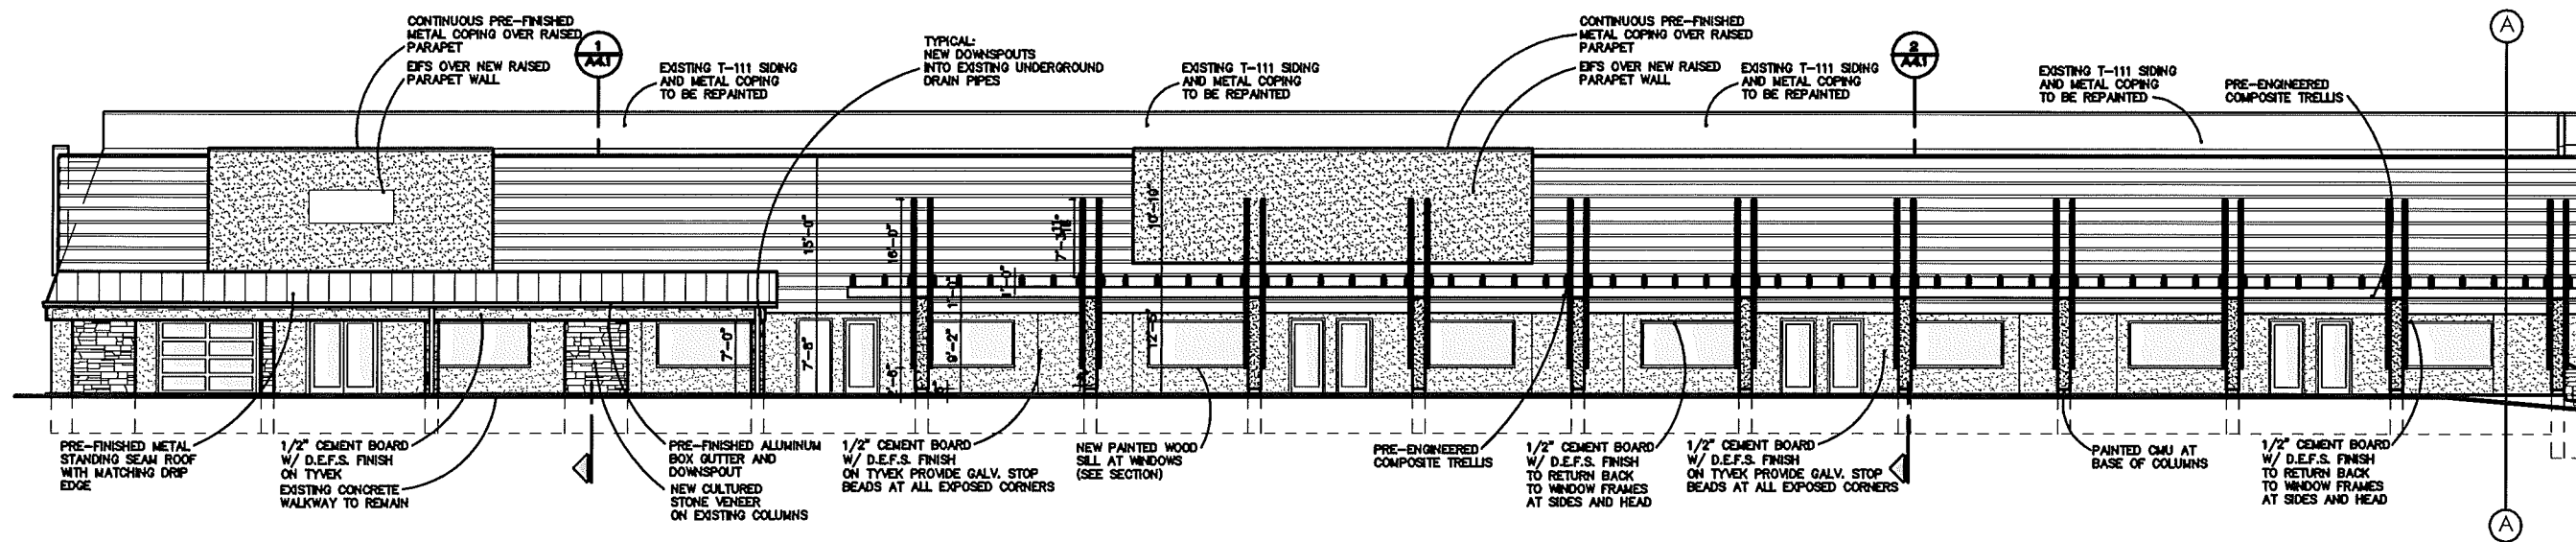 CONTINUOUS PRE-FINISHED
METAL COPING OVER RAISED
PARAPET
EIFS OVER NEW RAISED
PARAPET WALL
1
A4.1
EXISTING T-111 SIDING
AND METAL COPING
TO BE REPAINTED
TYPICAL:
NEW DOWNSPOUTS
INTO EXISTING UNDERGROUND
DRAIN PIPES
EXISTING T-111 SIDING
AND METAL COPING
TO BE REPAINTED
CONTINUOUS PRE-FINISHED
METAL COPING OVER RAISED
PARAPET
EIFS OVER NEW RAISED
PARAPET WALL
EXISTING T-111 SIDING
AND METAL COPING
TO BE REPAINTED
2
A4.1
EXISTING T-111 SIDING
AND METAL COPING
TO BE REPAINTED
PRE-ENGINEERED
COMPOSITE TRELLIS
A
15'-0"
16'-0"
10'-10"
1'-0"
1'-0"
9'-2"
7'-0"
7'-8"
12'-8"
PRE-FINISHED METAL
STANDING SEAM ROOF
WITH MATCHING DRIP
EDGE
1/2" CEMENT BOARD
W/ D.E.F.S. FINISH
ON TYVEK
EXISTING CONCRETE
WALKWAY TO REMAIN
PRE-FINISHED ALUMINUM
BOX GUTTER AND
DOWNSPOUT
NEW CULTURED
STONE VENEER
ON EXISTING COLUMNS
1/2" CEMENT BOARD
W/ D.E.F.S. FINISH
ON TYVEK PROVIDE GALV. STOP
BEADS AT ALL EXPOSED CORNERS
NEW PAINTED WOOD
SILL AT WINDOWS
(SEE SECTION)
PRE-ENGINEERED
COMPOSITE TRELLIS
1/2" CEMENT BOARD
W/ D.E.F.S. FINISH
TO RETURN BACK
TO WINDOW FRAMES
AT SIDES AND HEAD
1/2" CEMENT BOARD
W/ D.E.F.S. FINISH
ON TYVEK PROVIDE GALV. STOP
BEADS AT ALL EXPOSED CORNERS
PAINTED CMU AT
BASE OF COLUMNS
1/2" CEMENT BOARD
W/ D.E.F.S. FINISH
TO RETURN BACK
TO WINDOW FRAMES
AT SIDES AND HEAD
A